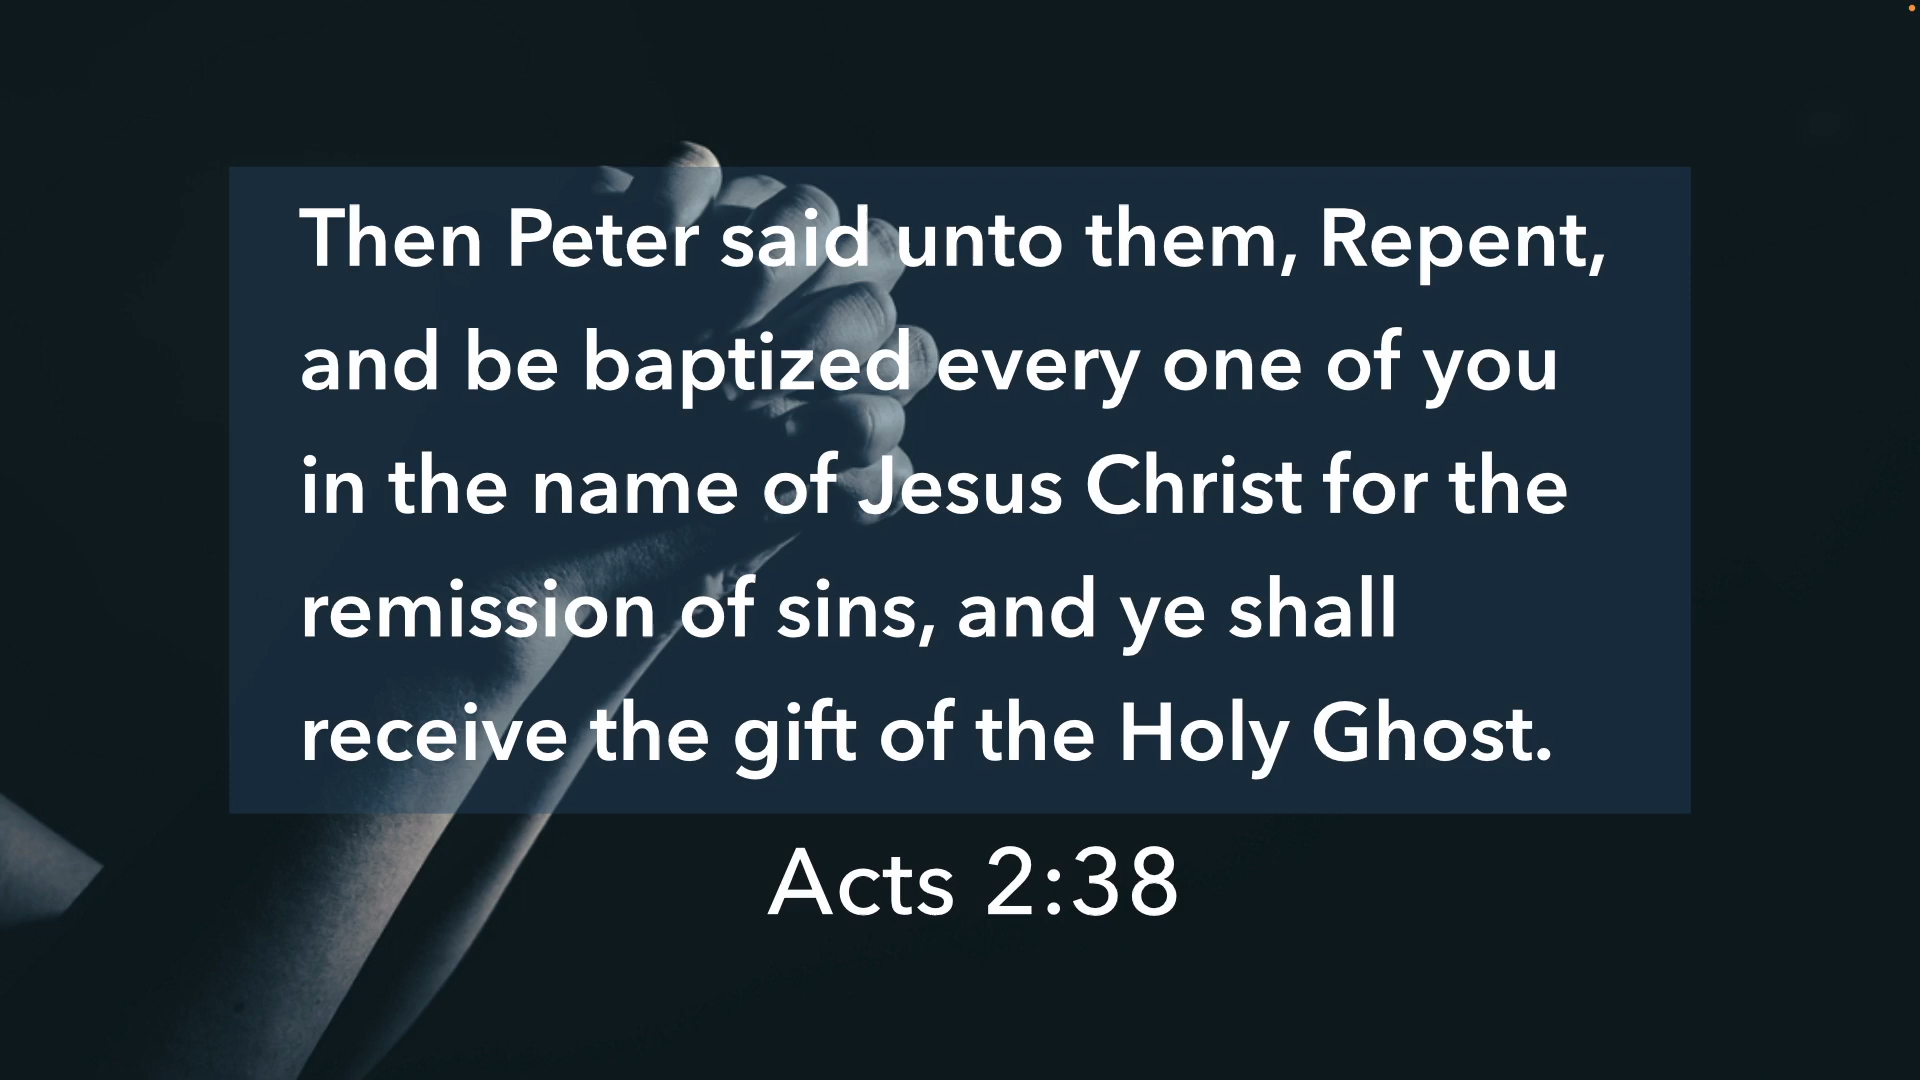 Then Peter said unto them, Repent,
and be baptized every one of you
in the name of Jesus Christ for the
remission of sins, and ye shall
receive the gift of the Holy Ghost.
Acts 2:38